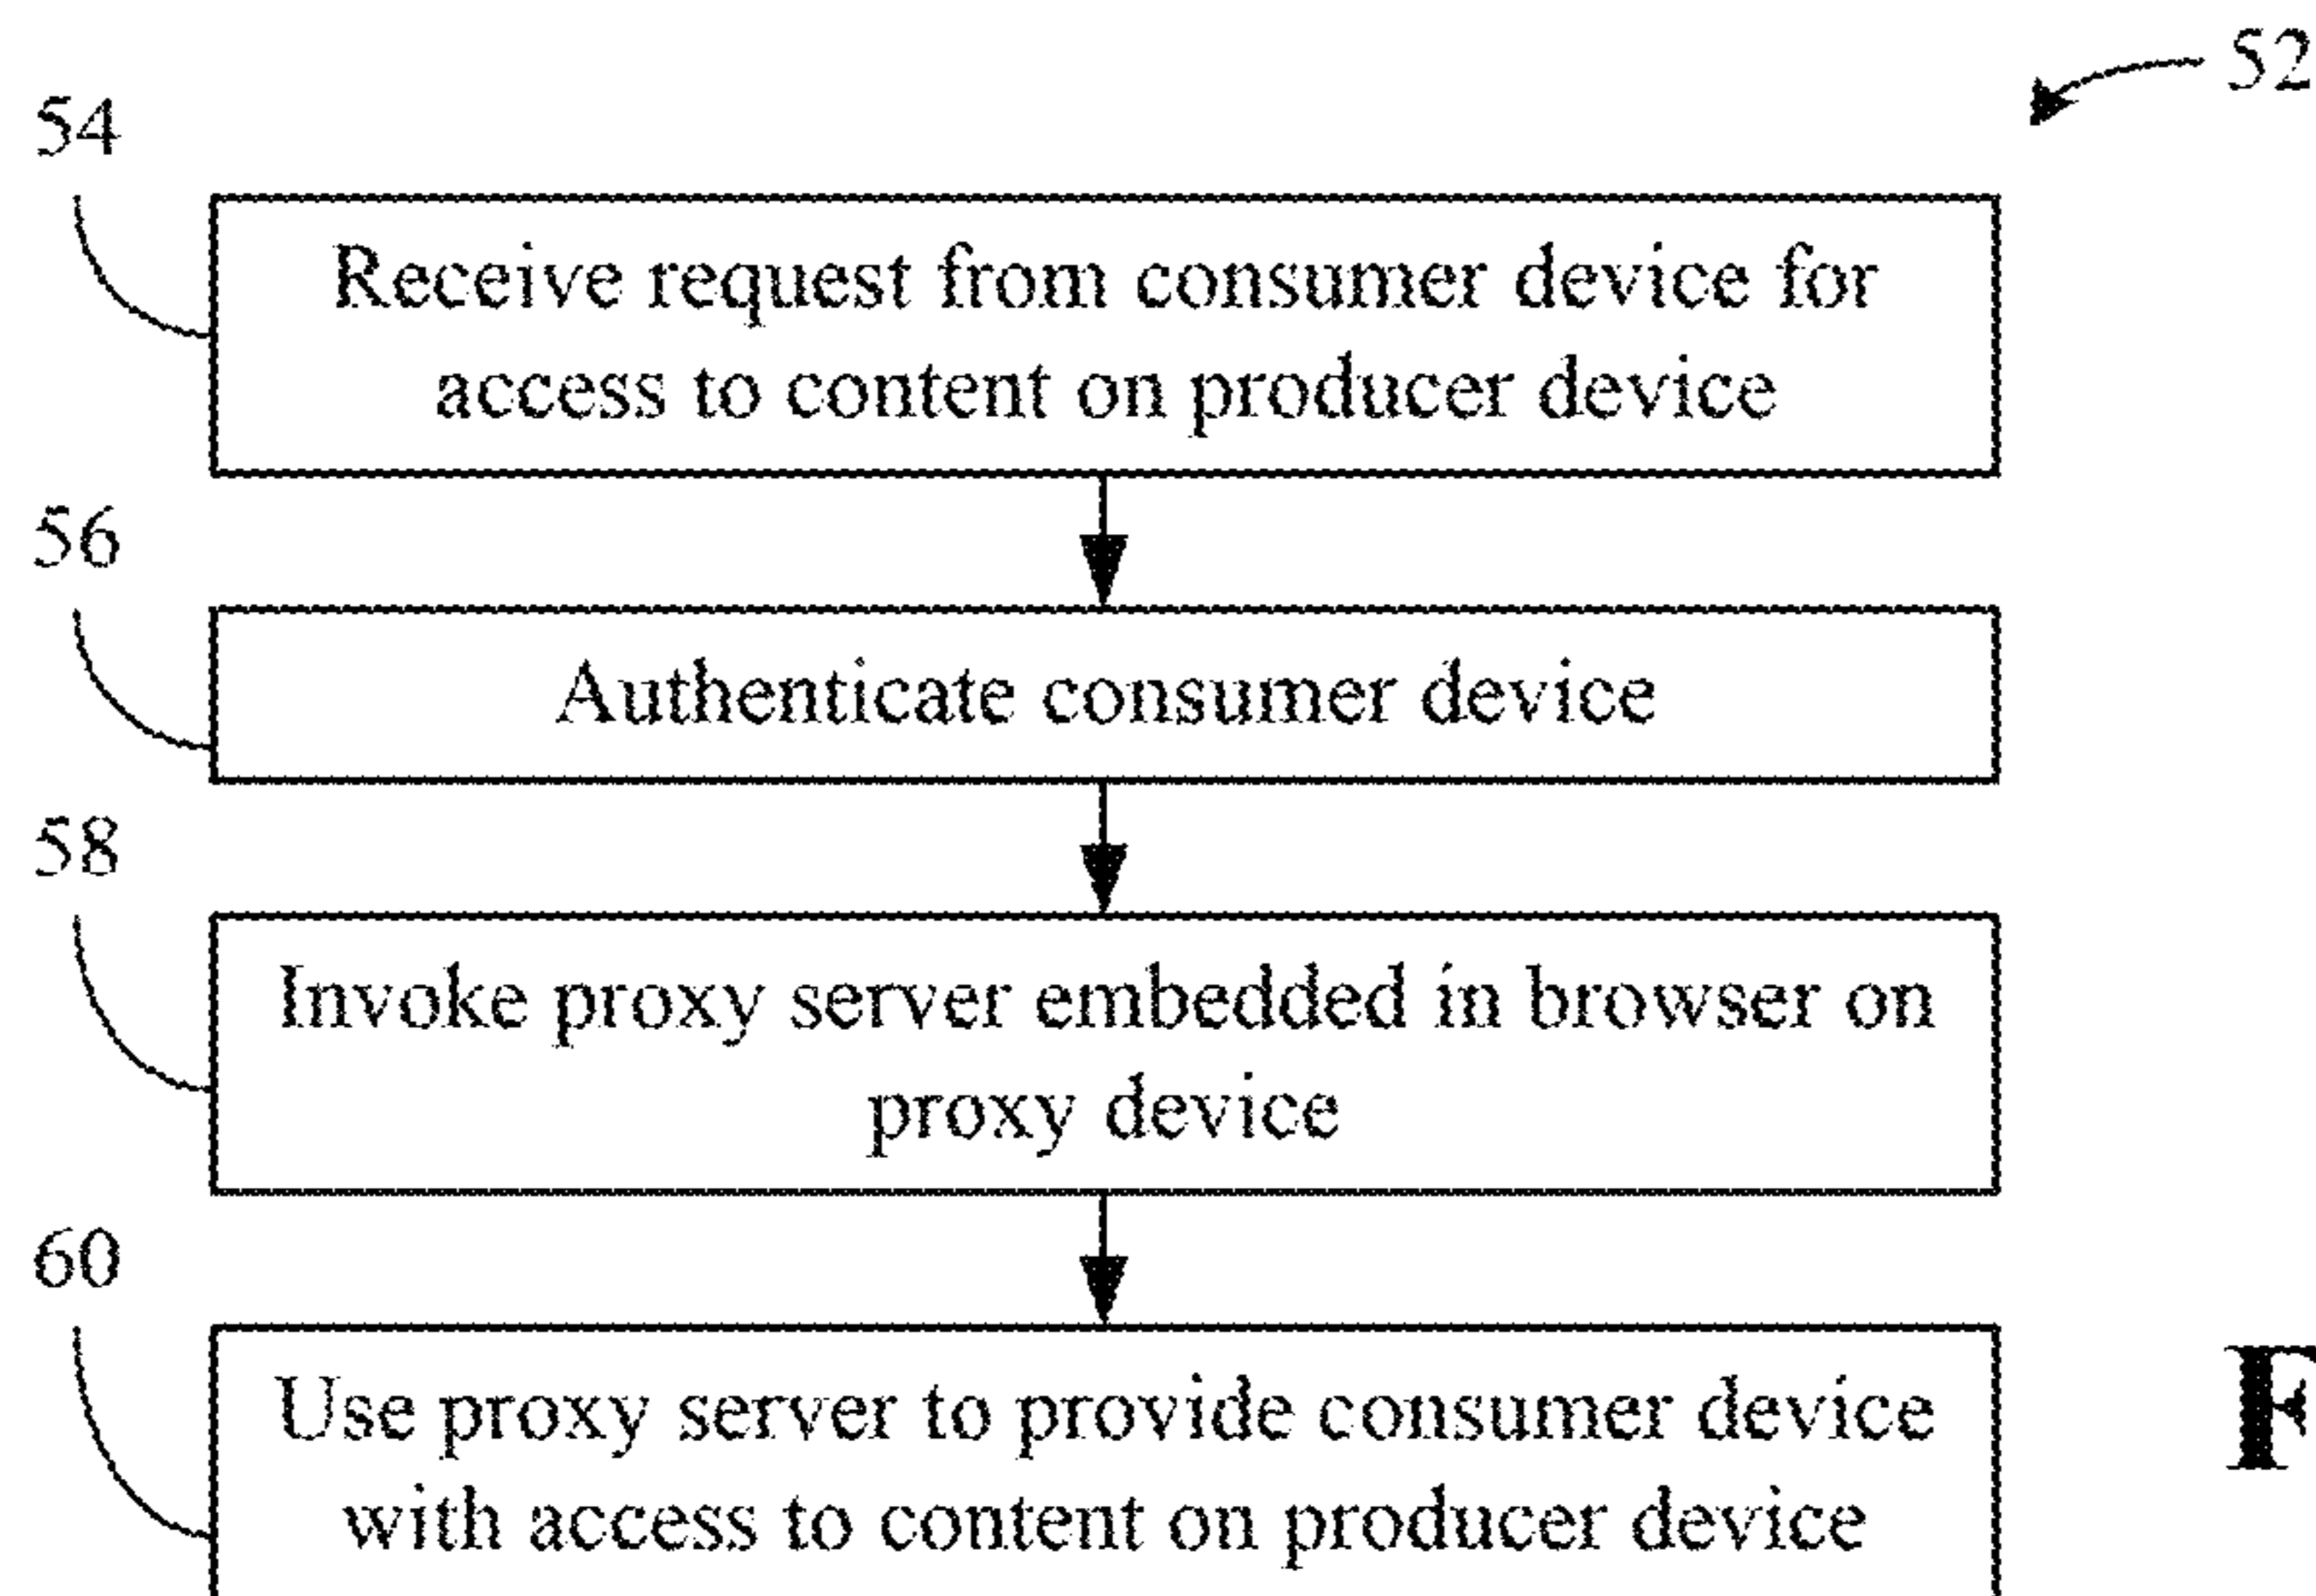 52
54
Receive request from consumer device for
access to content on producer device
56
Authenticate consumer device
58
Invoke proxy server embedded in browser on
proxy device
60
Use proxy server to provide consumer device
with access to content on producer device
F